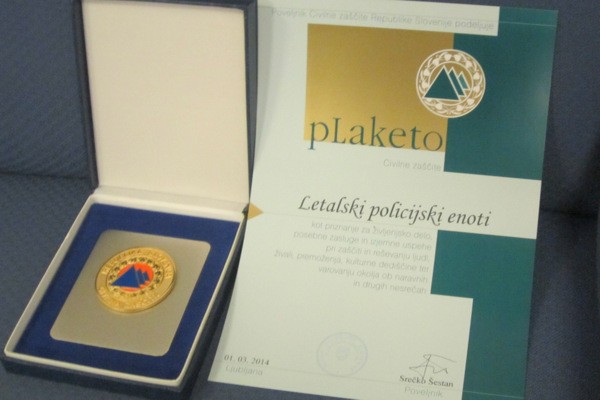 Poveljnik Civilne zaščite Republike Slovenije podeljuje
pLaketo
Civilne zaščite
Letalski policijski enoti
kot priznanje za življenjsko delo,
posebne zasluge in izjemne uspehe
pri zaščiti in reševanju ljudi,
živali, premoženja, kulturne dediščine ter
varovanju okolja ob naravnih
in drugih nesrečah
01. 03. 2014
Ljubljana
Srečko Šestan
Poveljnik